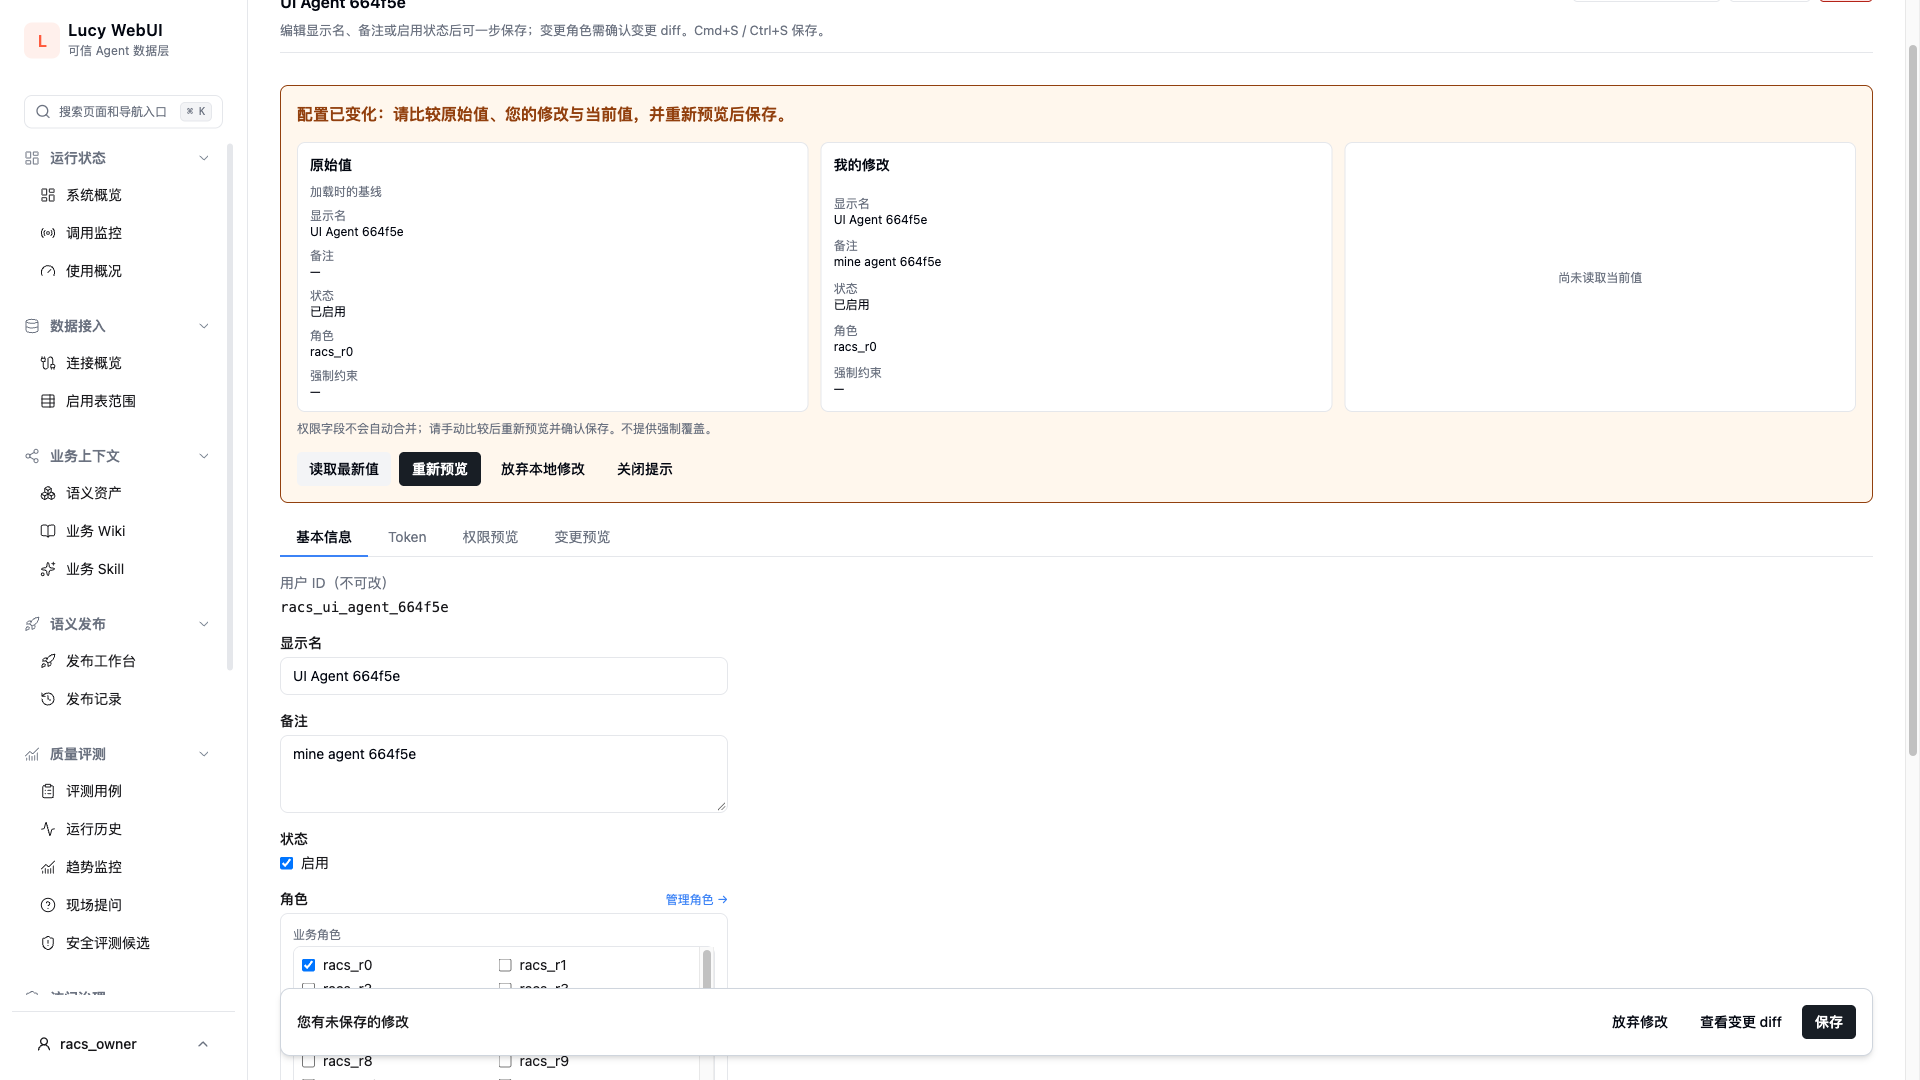 L
Lucy WebUI
可信 Agent 数据层
搜索页面和导航入口 ⌘ K
运行状态
系统概览
调用监控
使用概况
数据接入
连接概览
启用表范围
业务上下文
语义资产
业务 Wiki
业务 Skill
语义发布
发布工作台
发布记录
质量评测
评测用例
运行历史
趋势监控
现场提问
安全评测候选
访问治理
racs_owner
UI Agent 664f5e
编辑显示名、备注或启用状态后可一步保存；变更角色需确认变更 diff。Cmd+S / Ctrl+S 保存。
配置已变化：请比较原始值、您的修改与当前值，并重新预览后保存。
原始值
加载时的基线
显示名
UI Agent 664f5e
备注
—
状态
已启用
角色
racs_r0
强制约束
—
我的修改
显示名
UI Agent 664f5e
备注
mine agent 664f5e
状态
已启用
角色
racs_r0
强制约束
—
尚未读取当前值
权限字段不会自动合并；请手动比较后重新预览并确认保存。不提供强制覆盖。
读取最新值 重新预览 放弃本地修改 关闭提示
基本信息 Token 权限预览 变更预览
用户 ID（不可改）
racs_ui_agent_664f5e
显示名
UI Agent 664f5e
备注
mine agent 664f5e
状态
启用
角色 管理角色 →
业务角色
racs_r0 racs_r1
racs_r2 racs_r3
您有未保存的修改 放弃修改 查看变更 diff 保存
racs_r8 racs_r9